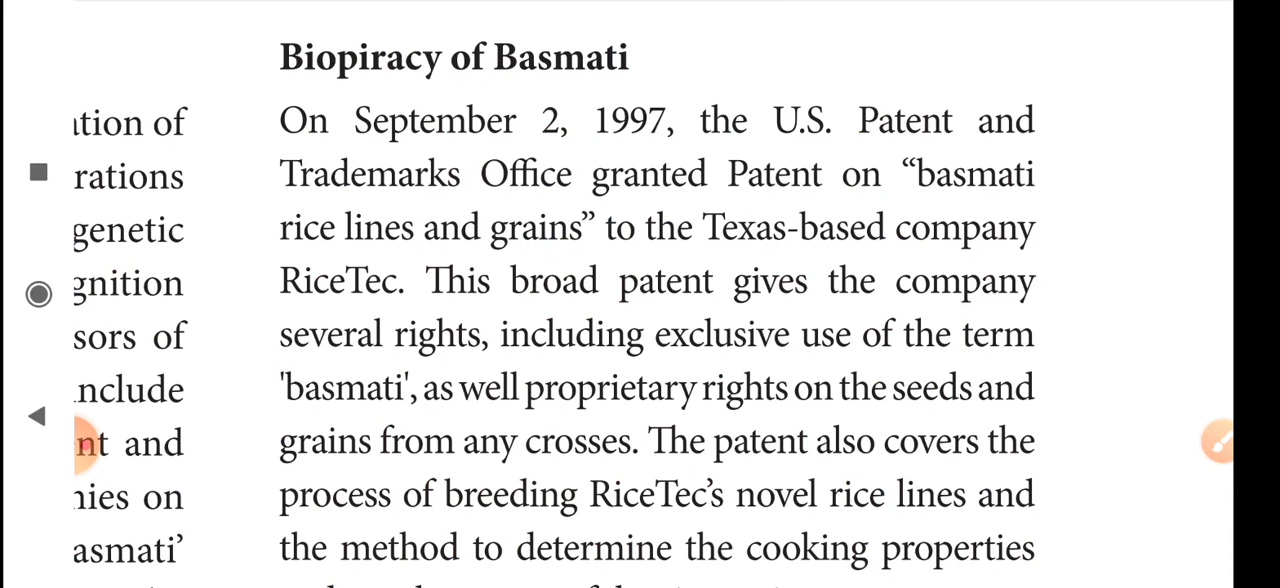 ation of
rations
genetic
gnition
sors of
nclude
nt and
nies on
asmati’
Biopiracy of Basmati
On September 2, 1997, the U.S. Patent and
Trademarks Office granted Patent on “basmati
rice lines and grains” to the Texas-based company
RiceTec. This broad patent gives the company
several rights, including exclusive use of the term
'basmati', as well proprietary rights on the seeds and
grains from any crosses. The patent also covers the
process of breeding RiceTec’s novel rice lines and
the method to determine the cooking properties